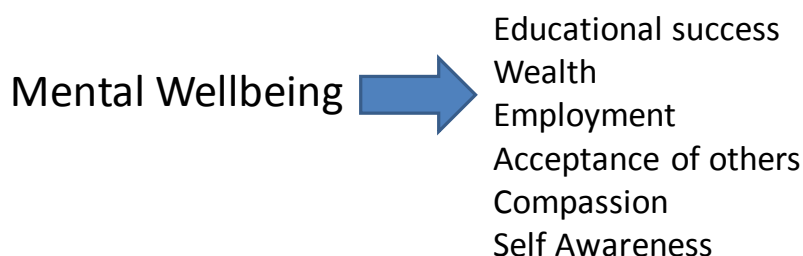 Mental Wellbeing
Educational success
Wealth
Employment
Acceptance of others
Compassion
Self Awareness